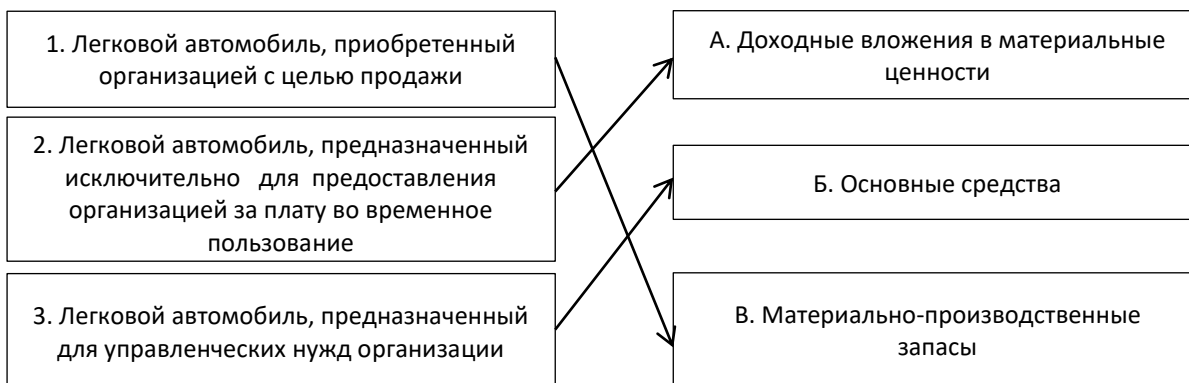 1. Легковой автомобиль, приобретенный
организацией с целью продажи
2. Легковой автомобиль, предназначенный
исключительно для предоставления
организацией за плату во временное
пользование
3. Легковой автомобиль, предназначенный
для управленческих нужд организации
А. Доходные вложения в материальные
ценности
Б. Основные средства
В. Материально-производственные
запасы